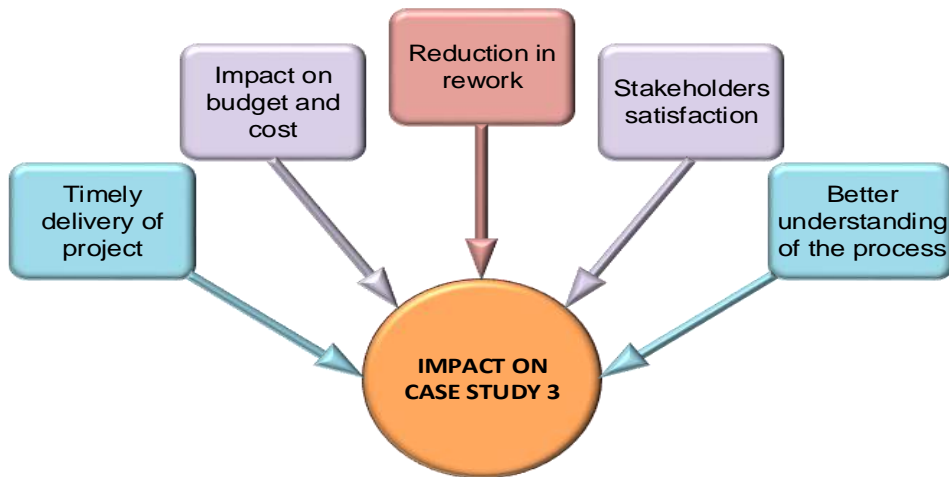 Timely
delivery of
project
Impact on
budget and
cost
Reduction in
rework
Stakeholders
satisfaction
Better
understanding
of the process
IMPACT ON
CASE STUDY 3